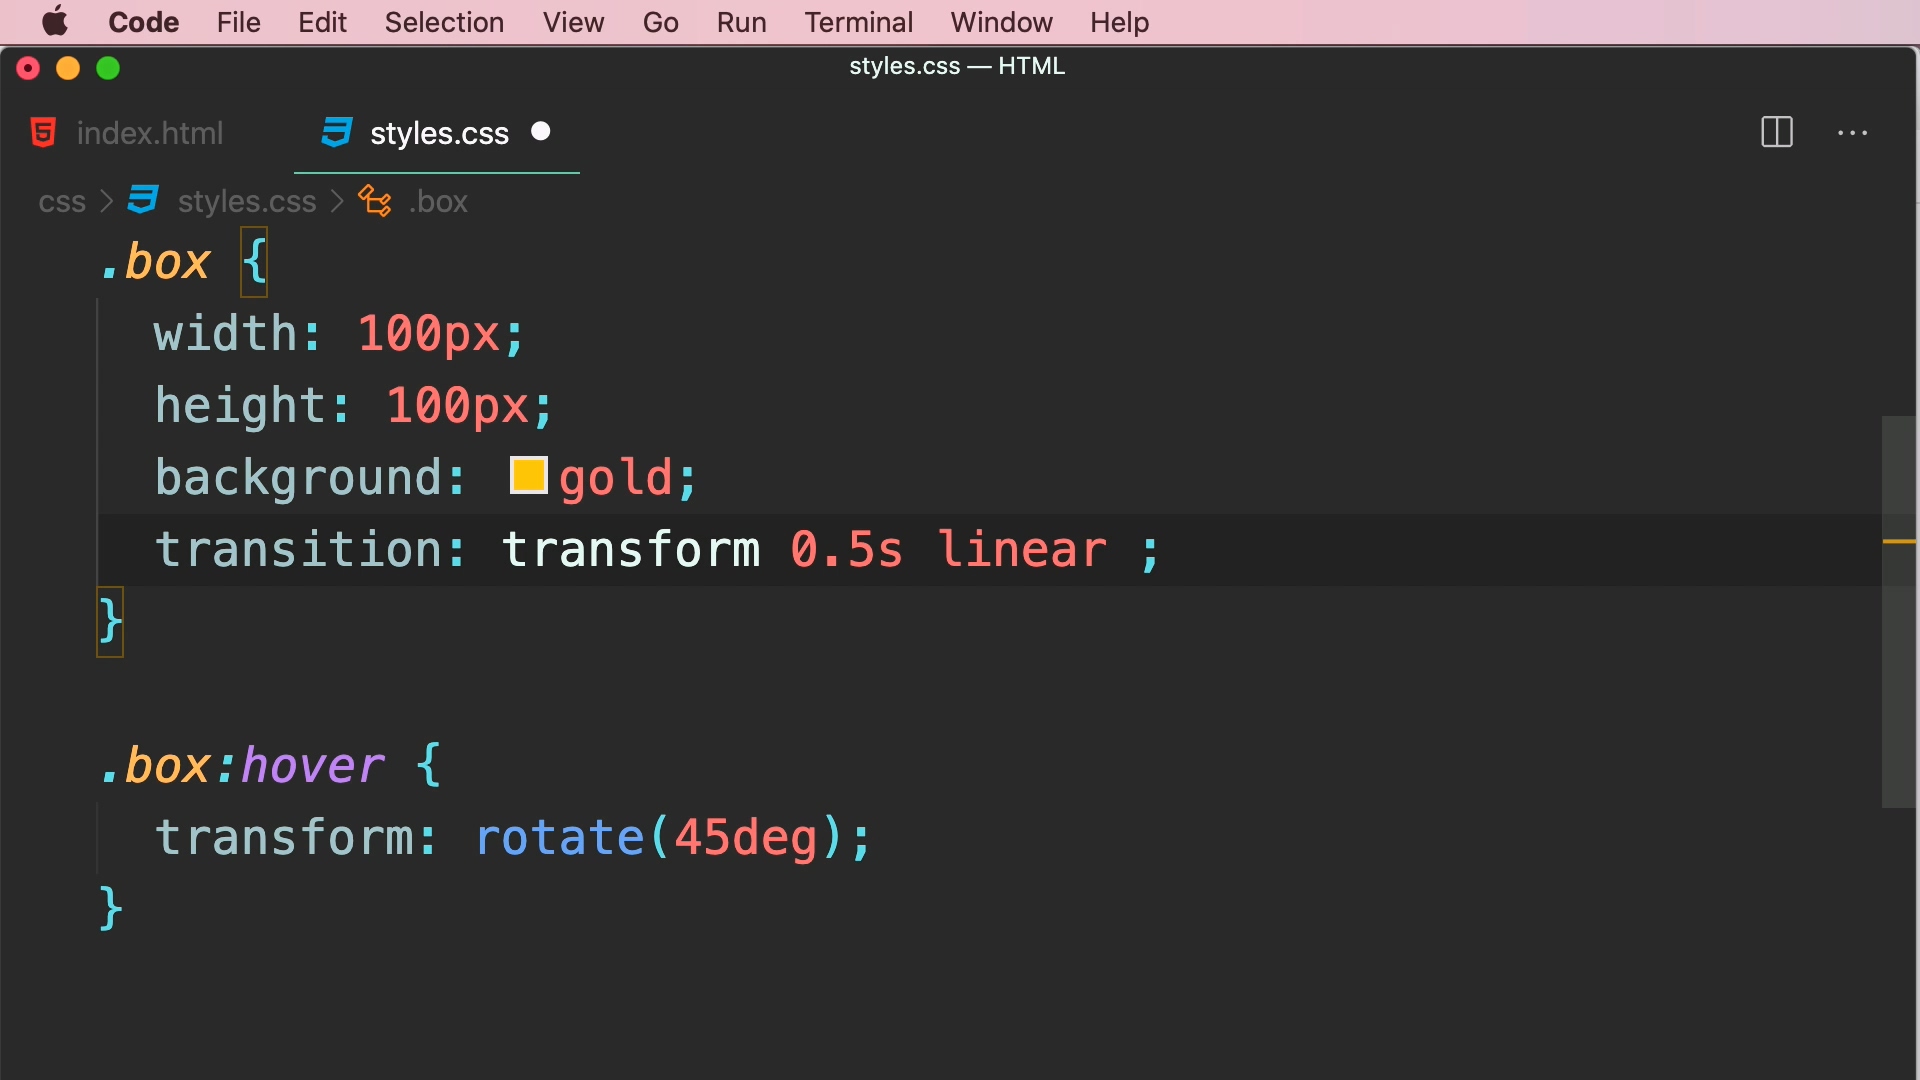 Code File Edit Selection View Go Run Terminal Window Help
styles.css — HTML
index.html styles.css
css > styles.css > .box
.box {
width: 100px;
height: 100px;
background: gold;
transition: transform 0.5s linear ;
}
.box:hover {
transform: rotate(45deg);
}